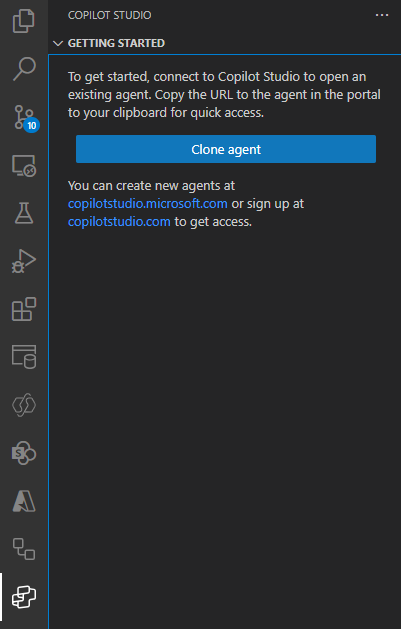 COPILOT STUDIO
GETTING STARTED
To get started, connect to Copilot Studio to open an
existing agent. Copy the URL to the agent in the portal
to your clipboard for quick access.
Clone agent
You can create new agents at
copilotstudio.microsoft.com or sign up at
copilotstudio.com to get access.
10
S